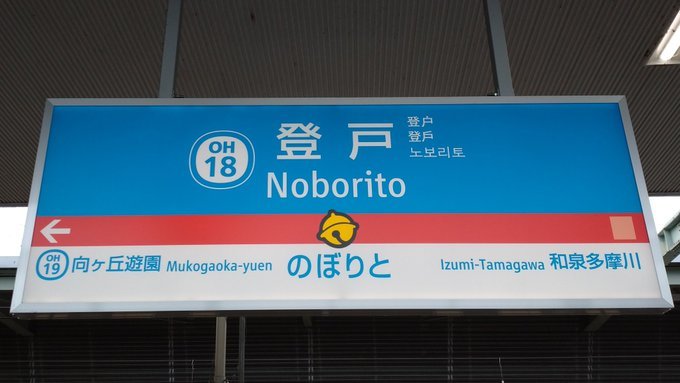 OH
18
登戸
登户
登戶
노보리토
Noborito
OH
19
向ヶ丘遊園 Mukogaoka-yuen
のぼりと
Izumi-Tamagawa 和泉多摩川